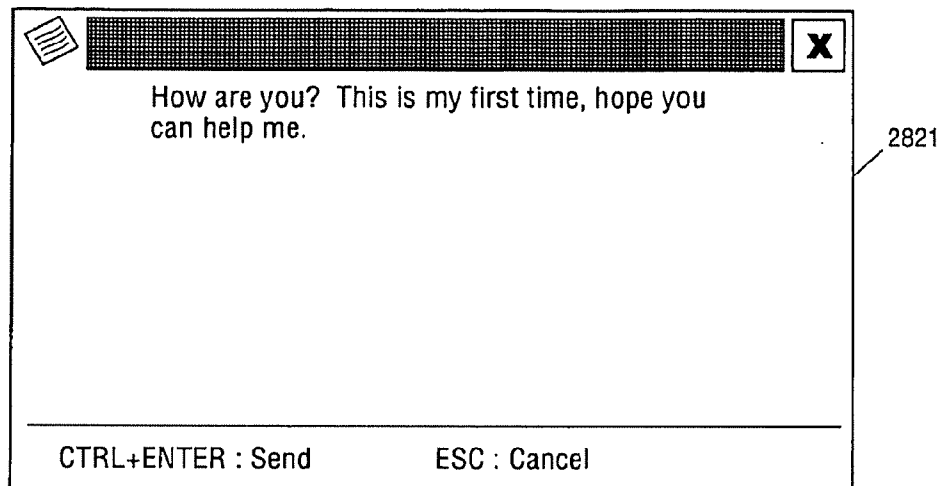 X
How are you? This is my first time, hope you
can help me.
2821
CTRL+ENTER : Send ESC : Cancel